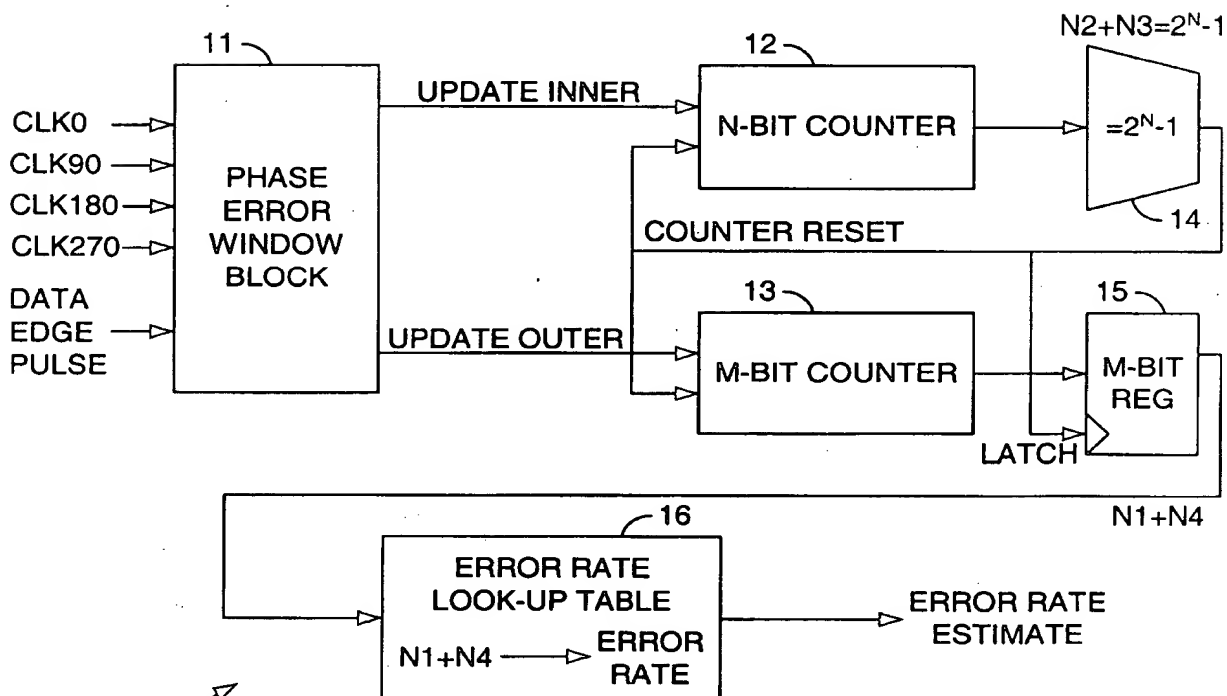 N2+N3=2^N-1
11
12
CLK0
CLK90
CLK180
CLK270
DATA
EDGE
PULSE
PHASE
ERROR
WINDOW
BLOCK
UPDATE INNER
N-BIT COUNTER
=2^N-1
14
COUNTER RESET
13
15
UPDATE OUTER
M-BIT COUNTER
M-BIT
REG
LATCH
N1+N4
16
ERROR RATE
LOOK-UP TABLE
N1+N4
ERROR
RATE
ERROR RATE
ESTIMATE